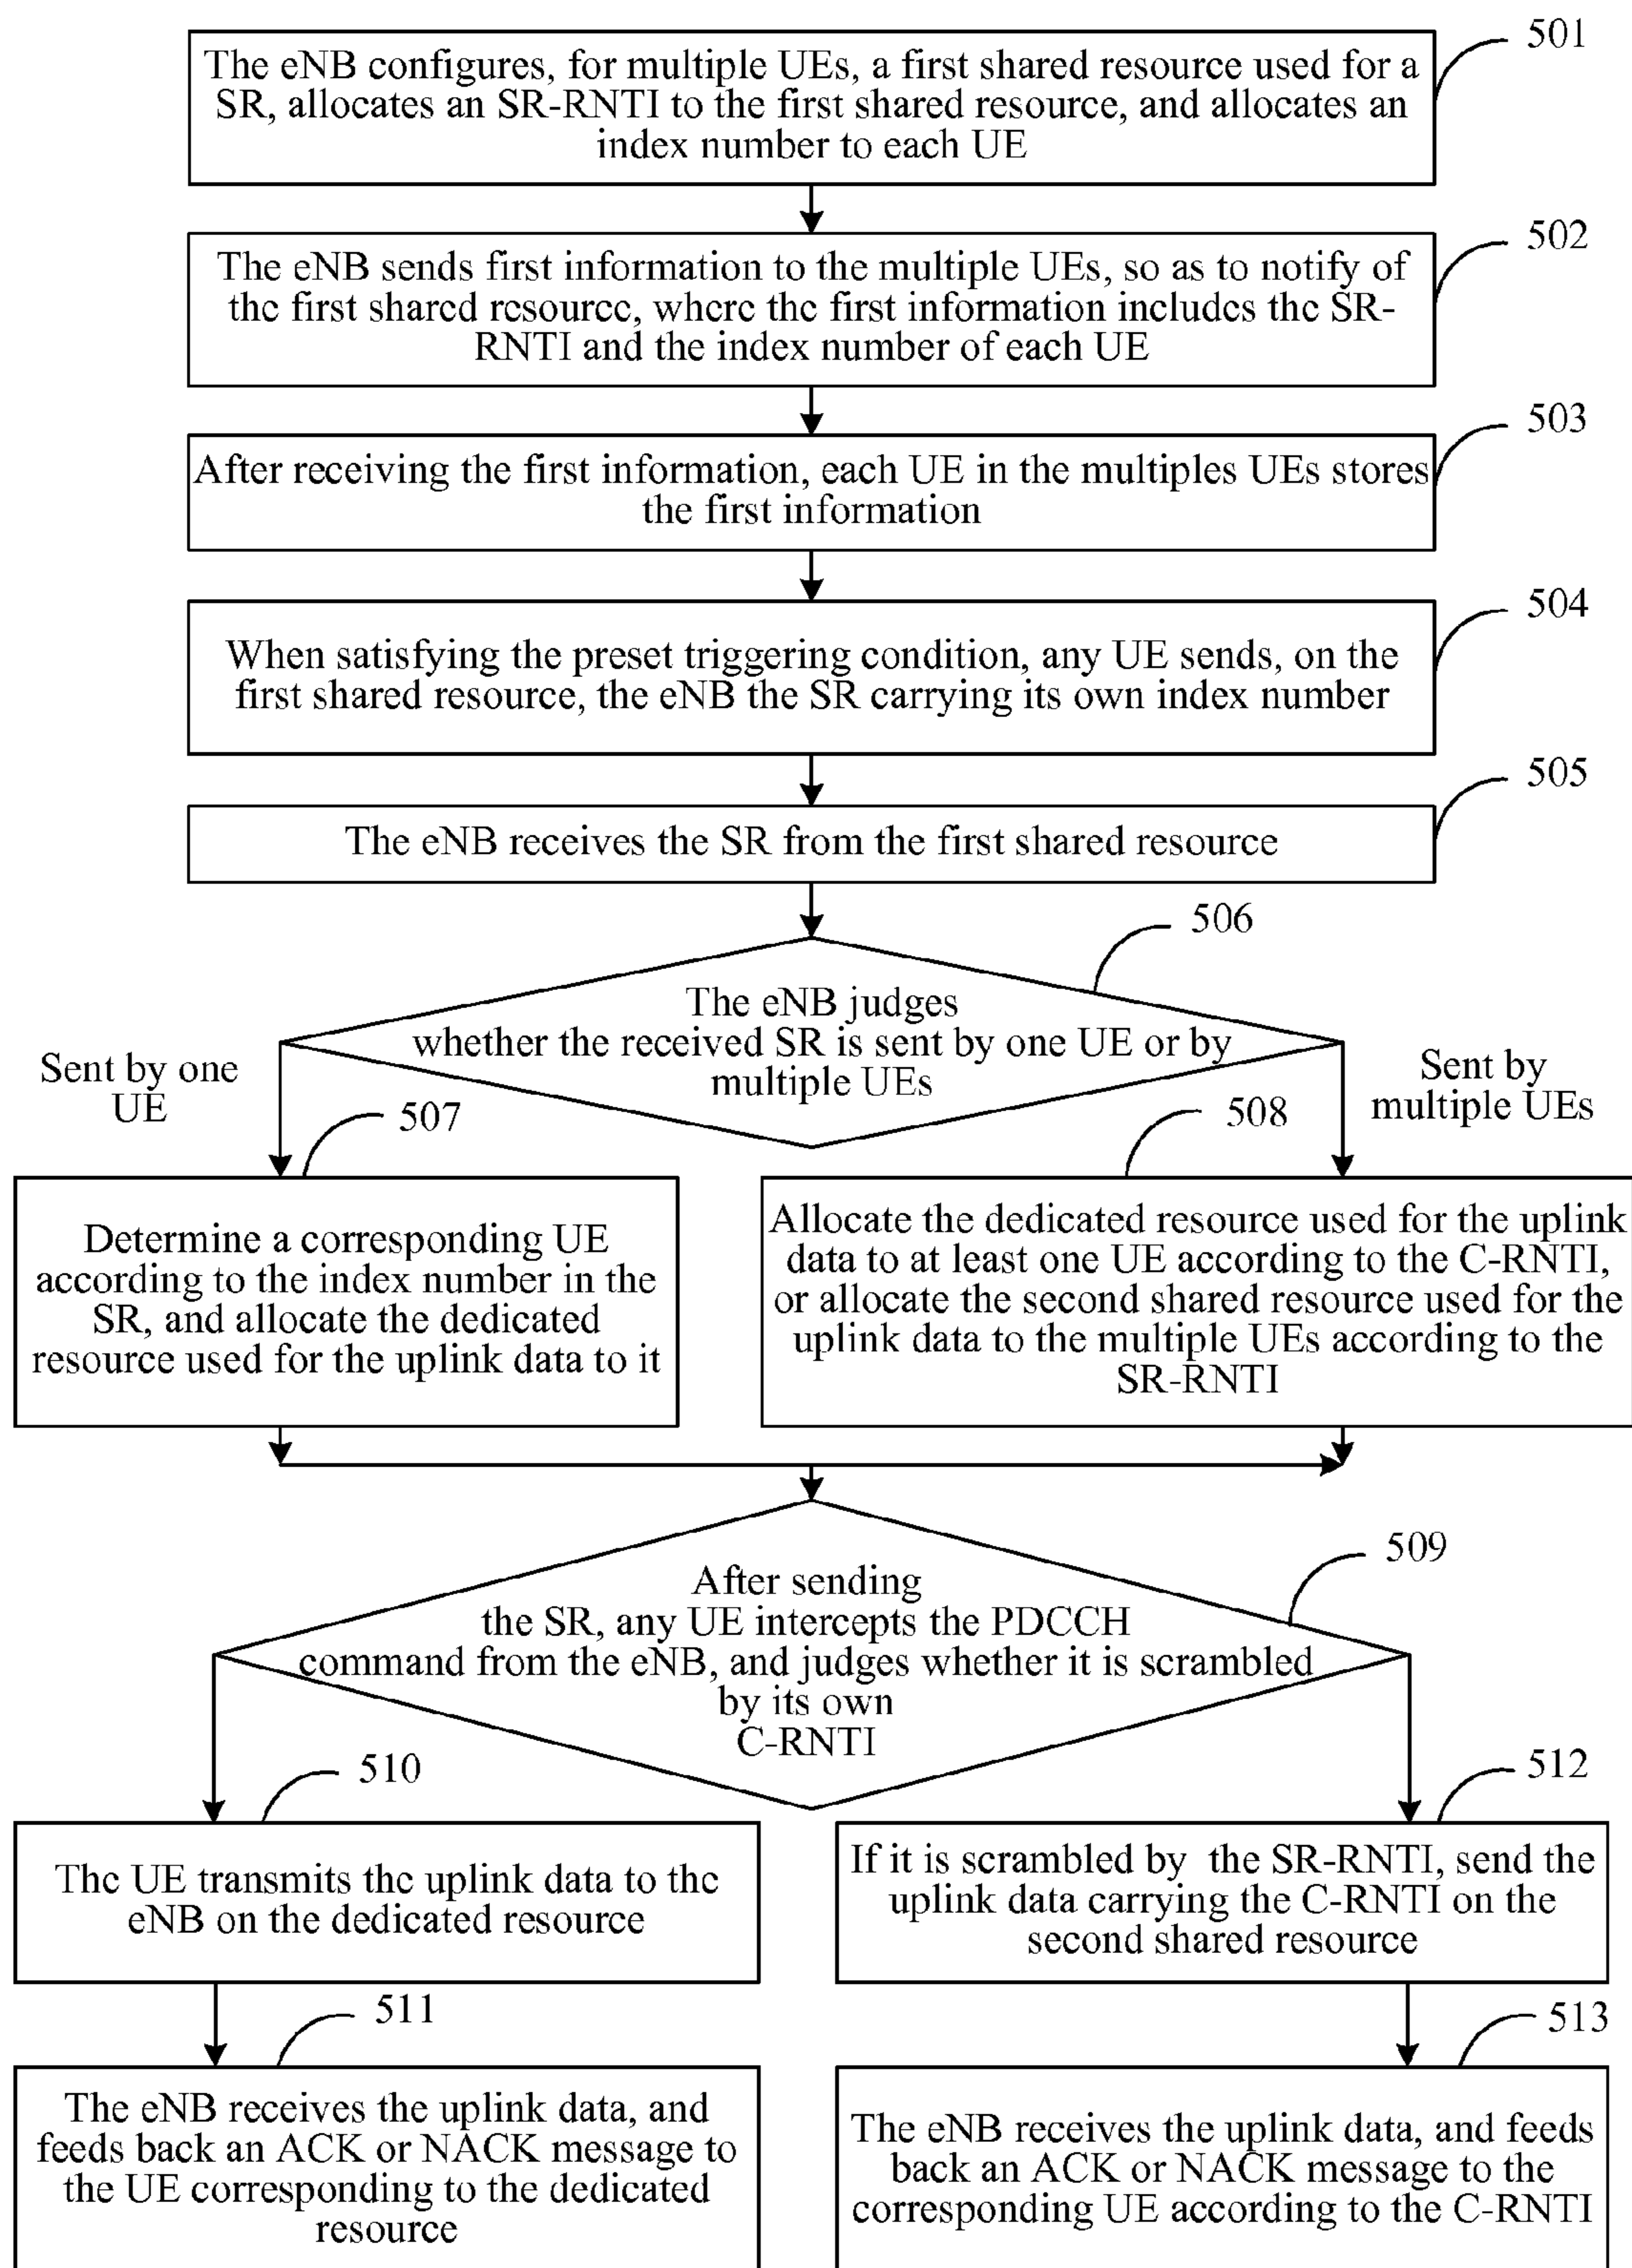 501
The eNB configures, for multiple UEs, a first shared resource used for a
SR, allocates an SR-RNTI to the first shared resource, and allocates an
index number to each UE
502
The eNB sends first information to the multiple UEs, so as to notify of
the first shared resource, where the first information includes the SR-
RNTI and the index number of each UE
503
After receiving the first information, each UE in the multiples UEs stores
the first information
504
When satisfying the preset triggering condition, any UE sends, on the
first shared resource, the eNB the SR carrying its own index number
505
The eNB receives the SR from the first shared resource
506
The eNB judges
whether the received SR is sent by one UE or by
multiple UEs
Sent by one
UE
Sent by
multiple UEs
507
Determine a corresponding UE
according to the index number in the
SR, and allocate the dedicated
resource used for the uplink data to it
508
Allocate the dedicated resource used for the uplink
data to at least one UE according to the C-RNTI,
or allocate the second shared resource used for the
uplink data to the multiple UEs according to the
SR-RNTI
509
After sending
the SR, any UE intercepts the PDCCH
command from the eNB, and judges whether it is scrambled
by its own
C-RNTI
510
The UE transmits the uplink data to the
eNB on the dedicated resource
512
If it is scrambled by the SR-RNTI, send the
uplink data carrying the C-RNTI on the
second shared resource
511
The eNB receives the uplink data, and
feeds back an ACK or NACK message to
the UE corresponding to the dedicated
resource
513
The eNB receives the uplink data, and feeds
back an ACK or NACK message to the
corresponding UE according to the C-RNTI